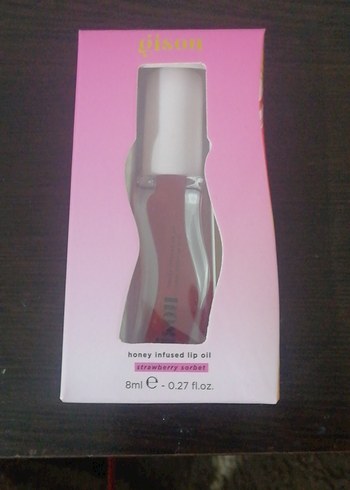 gisou
honey infused lip oil
strawberry sorbet
8ml e - 0.27 fl.oz.